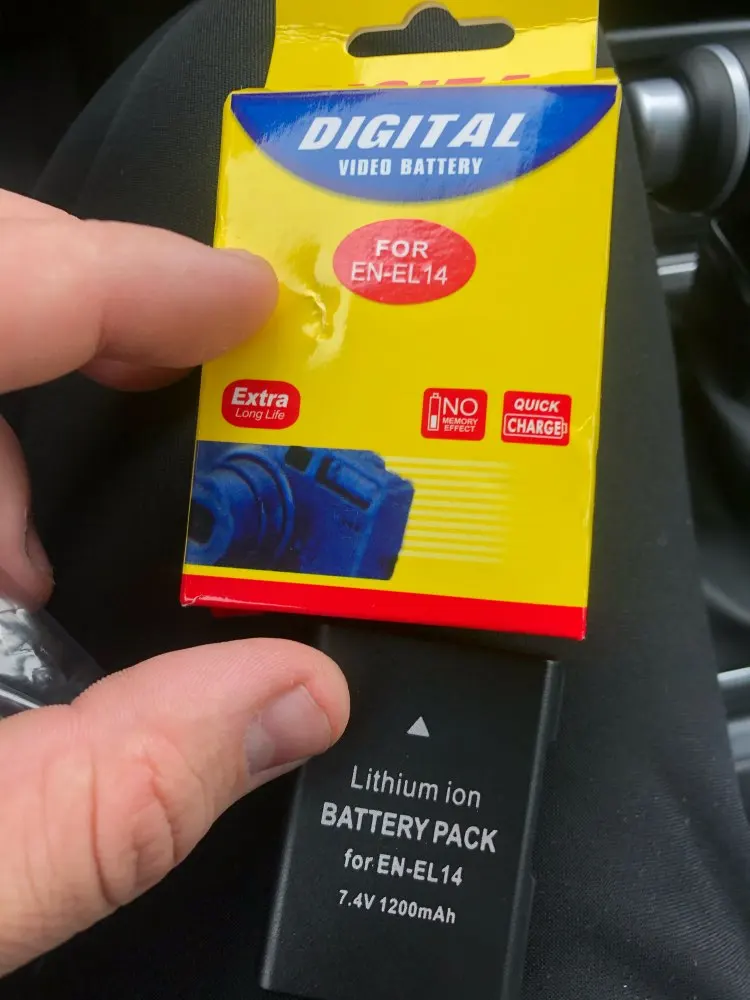 DIGITAL
VIDEO BATTERY
FOR
EN-EL14
Extra
Long Life
NO
MEMORY
EFFECT
QUICK
CHARGE
Lithium ion
BATTERY PACK
for EN-EL14
7.4V 1200mAh